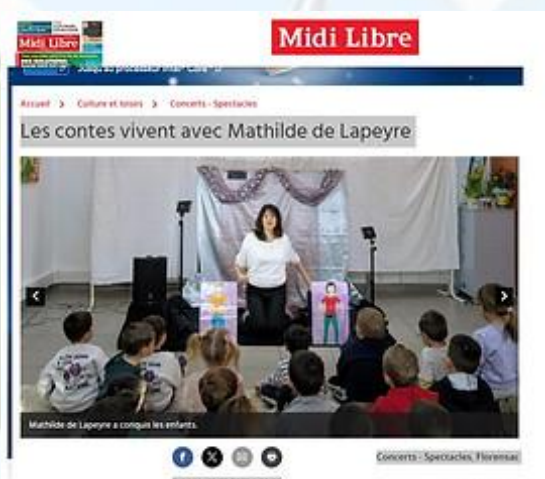 Midi Libre
Midi Libre
Accueil > Culture et loisirs > Concerts - Spectacles
Les contes vivent avec Mathilde de Lapeyre
Mathilde de Lapeyre a conquis les enfants.
Concerts - Spectacles, Florensac